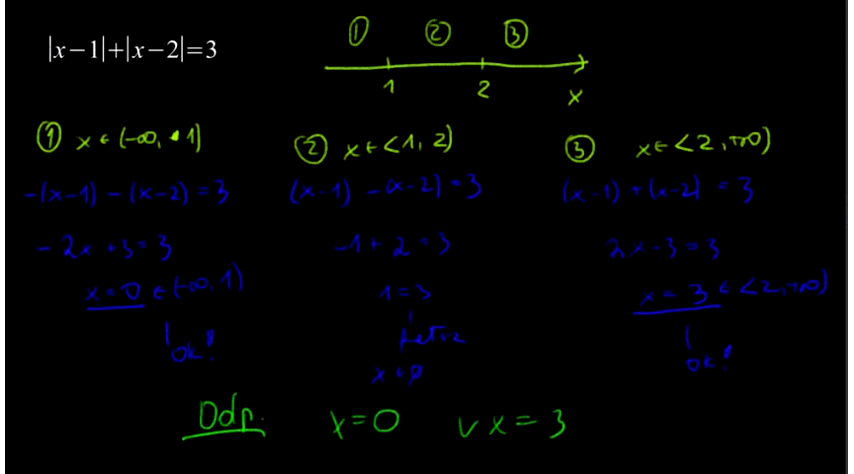 |x−1|+|x−2|=3
① ② ③
1 2 x
① x ∈ (-∞, 1)
-(x-1) - (x-2) = 3
-2x + 3 = 3
x = 0 ∈ (-∞, 1)
ok!
② x ∈ <1, 2)
(x-1) - (x-2) = 3
-1 + 2 = 3
1 = 3
x ∈ ø
③ x ∈ <2, +∞)
(x-1) + (x-2) = 3
2x - 3 = 3
x = 3 ∈ <2, +∞)
ok!
Odp. x = 0 v x = 3